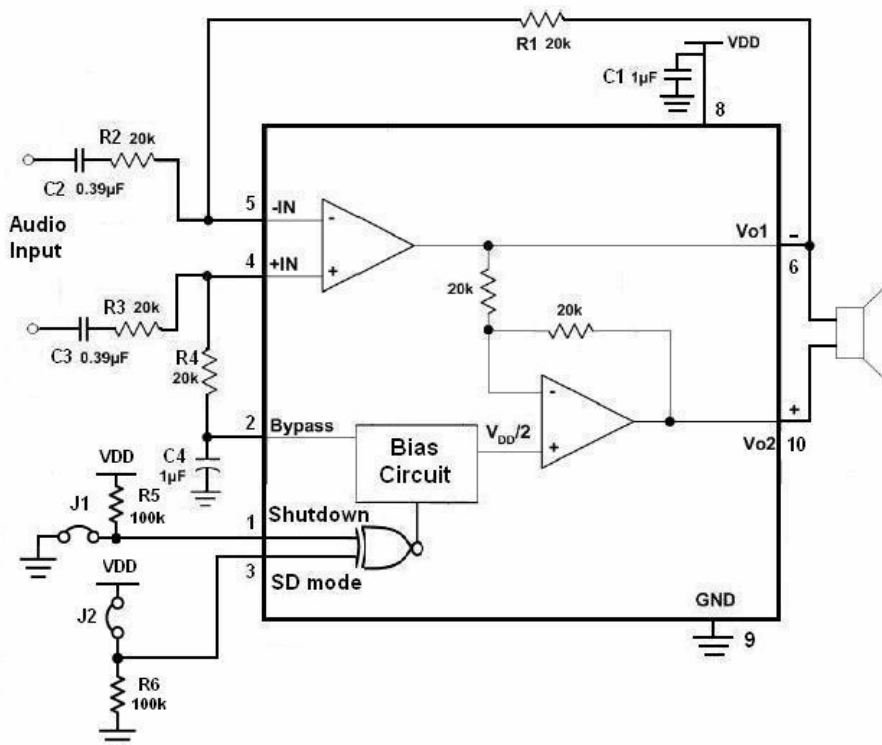 R1 20k
VDD
C1 1µF
8
R2 20k
C2 0.39µF
5
-IN
Audio
Input
-
Vo1
-
6
4
+IN
+
20k
20k
R3 20k
C3 0.39µF
R4
20k
2
Bypass
-
+
C4
1µF
Bias
Circuit
VDD/2
+
Vo2
10
VDD
J1
R5
100k
1
Shutdown
3
SD mode
VDD
J2
GND
9
R6
100k